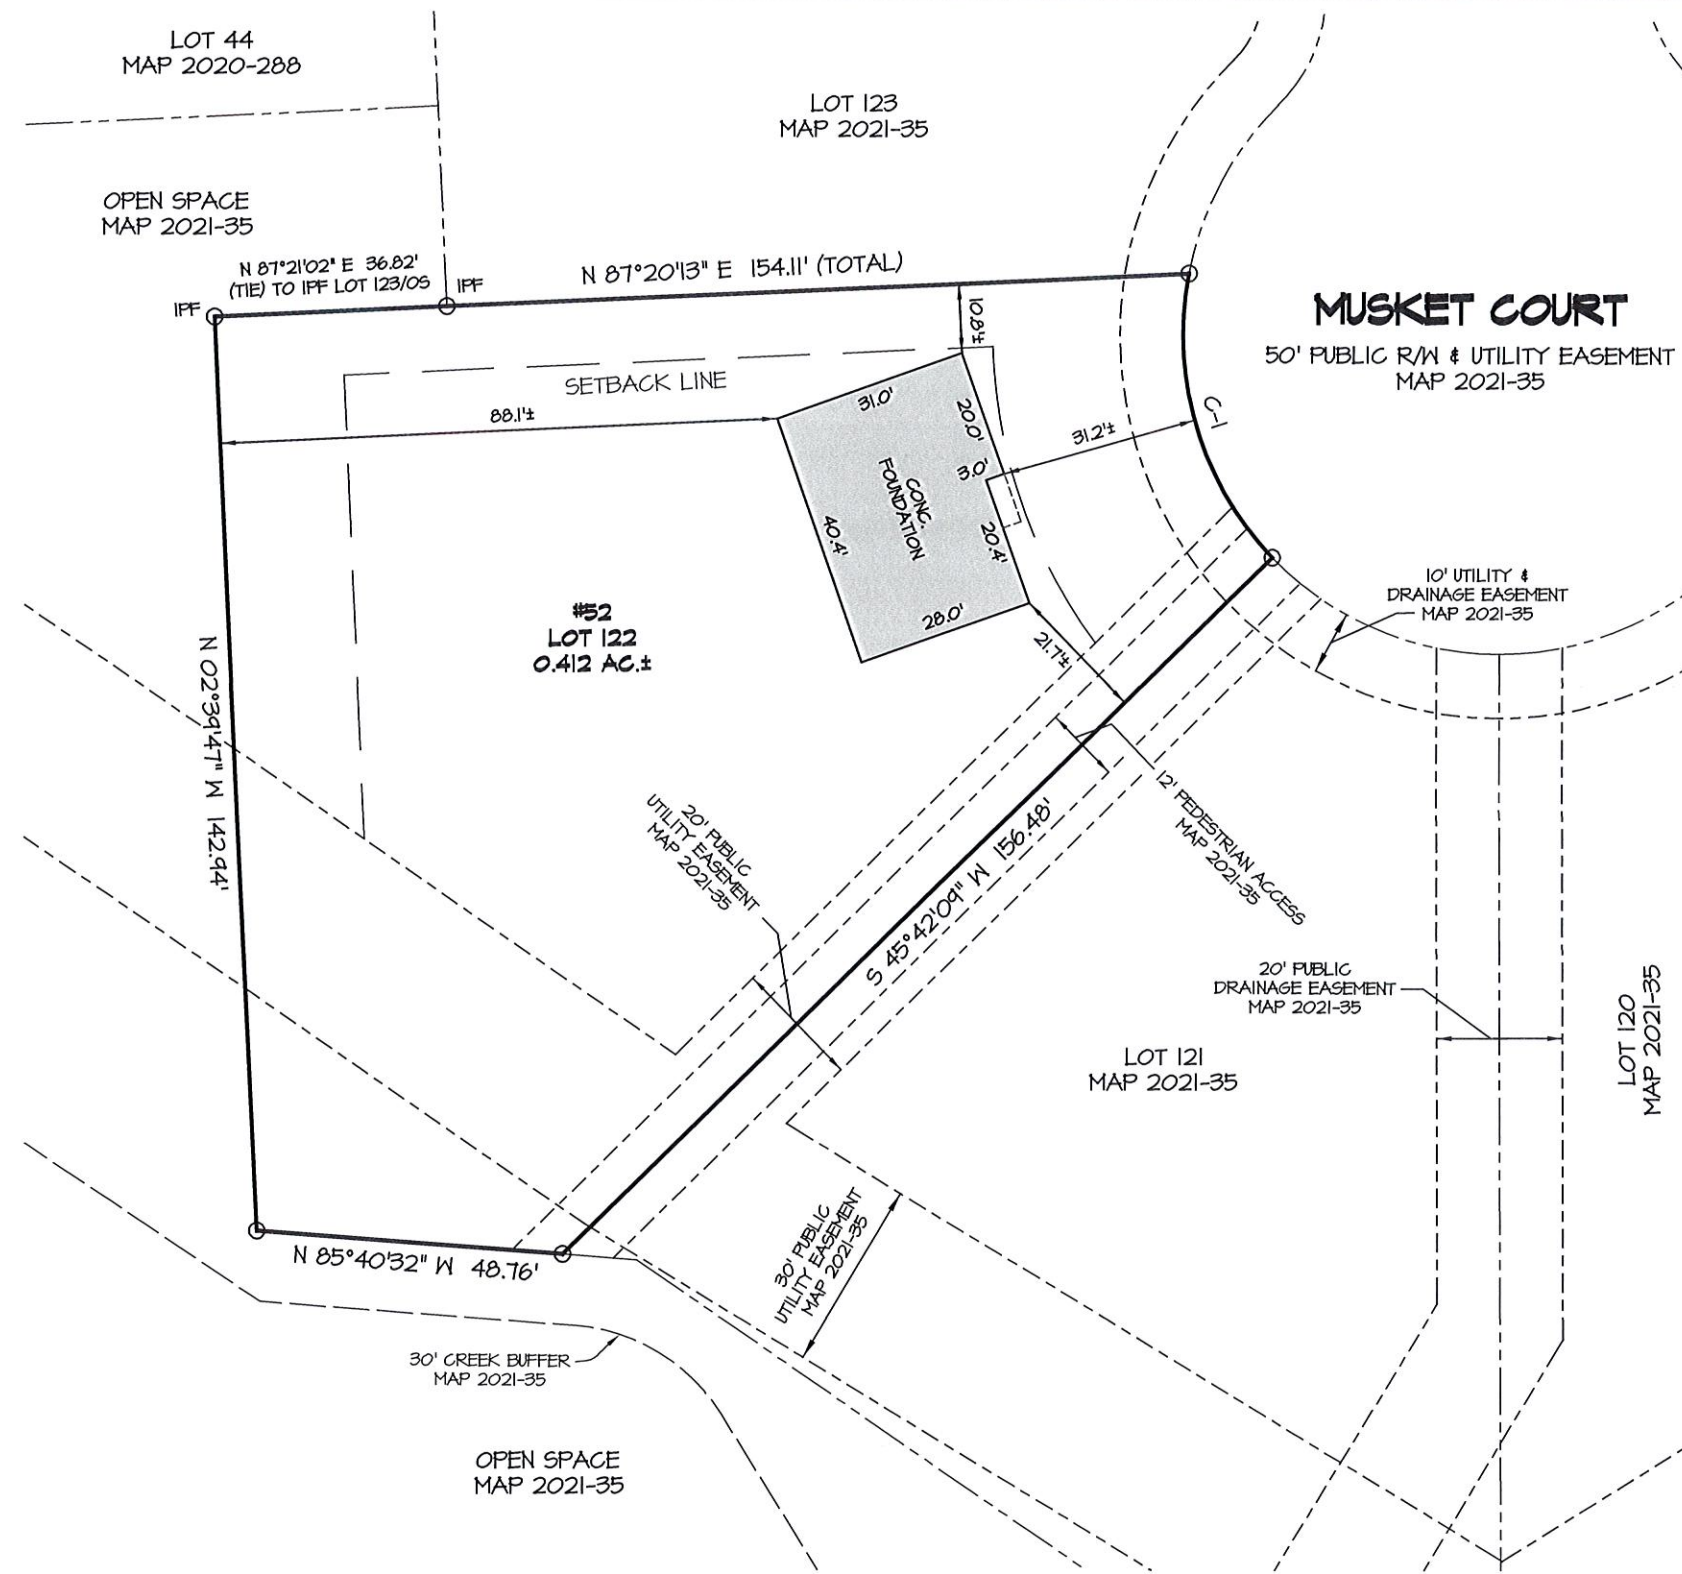 LOT 44
MAP 2020-288
LOT 123
MAP 2021-35
OPEN SPACE
MAP 2021-35
N 87°21'02" E 36.82'
(TIE) TO IPF LOT 123/OS
IPF
IPF
N 87°20'13" E 154.11' (TOTAL)
MUSKET COURT
50' PUBLIC R/W & UTILITY EASEMENT
MAP 2021-35
10.8'±
SETBACK LINE
88.1'±
31.0'
20.0'
3.0'
31.2'±
C-1
CONC.
FOUNDATION
40.4'
20.4'
28.0'
21.7'±
10' UTILITY &
DRAINAGE EASEMENT
MAP 2021-35
#52
LOT 122
0.412 AC.±
N 02°39'47" W 142.94'
20' PUBLIC
UTILITY EASEMENT
MAP 2021-35
12' PEDESTRIAN ACCESS
MAP 2021-35
S 45°42'09" W 156.48'
20' PUBLIC
DRAINAGE EASEMENT
MAP 2021-35
LOT 120
MAP 2021-35
LOT 121
MAP 2021-35
30' PUBLIC
UTILITY EASEMENT
MAP 2021-35
N 85°40'32" W 48.76'
30' CREEK BUFFER
MAP 2021-35
OPEN SPACE
MAP 2021-35